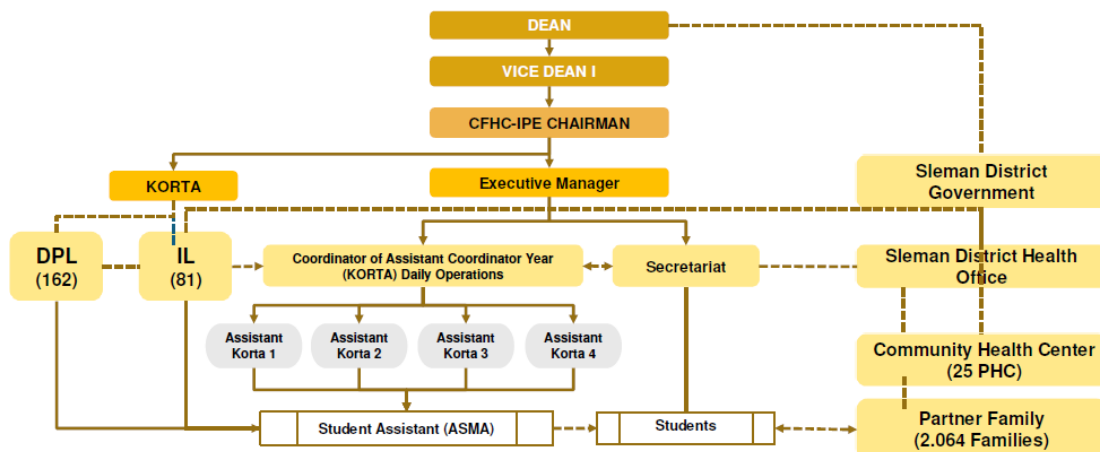 DEAN
VICE DEAN I
CFHC-IPE CHAIRMAN
KORTA
Executive Manager
Sleman District
Government
DPL
(162)
IL
(81)
Coordinator of Assistant Coordinator Year
(KORTA) Daily Operations
Secretariat
Sleman District Health
Office
Assistant
Korta 1
Assistant
Korta 2
Assistant
Korta 3
Assistant
Korta 4
Community Health Center
(25 PHC)
Student Assistant (ASMA)
Students
Partner Family
(2.064 Families)